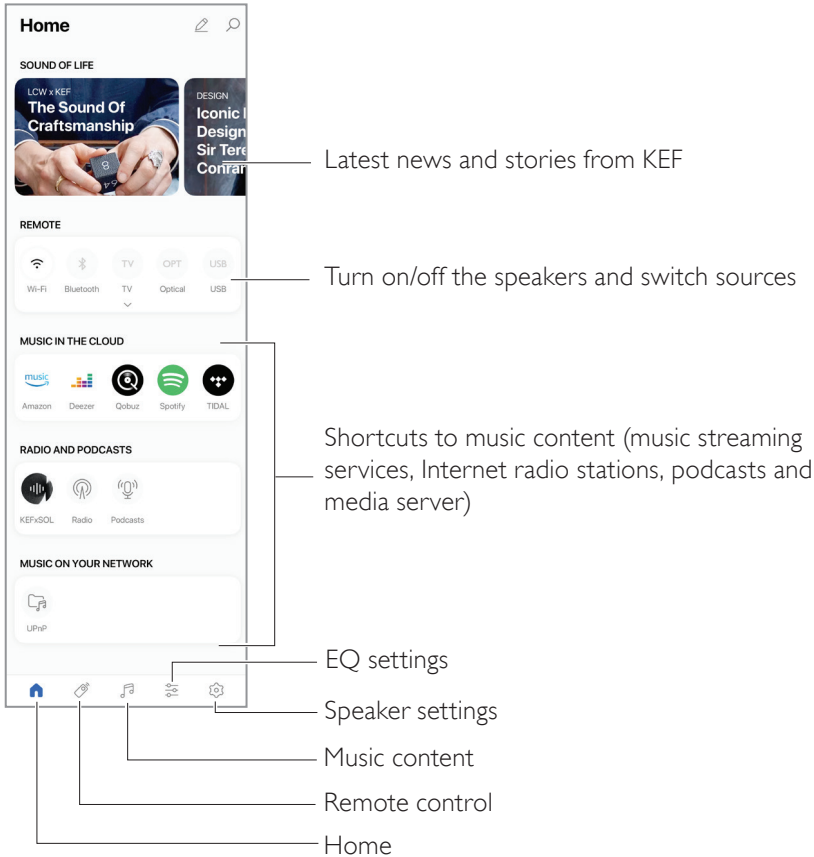 Home
SOUND OF LIFE
LCW x KEF
The Sound Of
Craftsmanship
DESIGN
Iconic
Design
Sir Tere
Conran
Latest news and stories from KEF
REMOTE
TV
OPT
USB
Wi-Fi
Bluetooth
TV
Optical
USB
Turn on/off the speakers and switch sources
MUSIC IN THE CLOUD
music
Amazon
Deezer
Qobuz
Spotify
TIDAL
RADIO AND PODCASTS
KEFxSOL
Radio
Podcasts
Shortcuts to music content (music streaming
services, Internet radio stations, podcasts and
media server)
MUSIC ON YOUR NETWORK
UPnP
EQ settings
Speaker settings
Music content
Remote control
Home